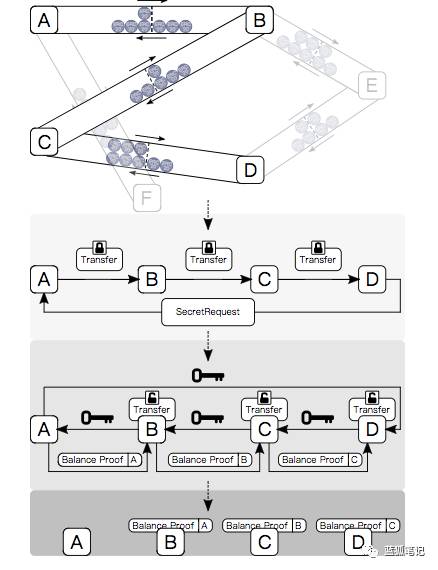 A
B
E
C
D
F
Transfer Transfer Transfer
A B C D
SecretRequest
Transfer Transfer Transfer
A B C D
Balance Proof A Balance Proof B Balance Proof C
Balance Proof A Balance Proof B Balance Proof C
A B C D
蓝狐笔记